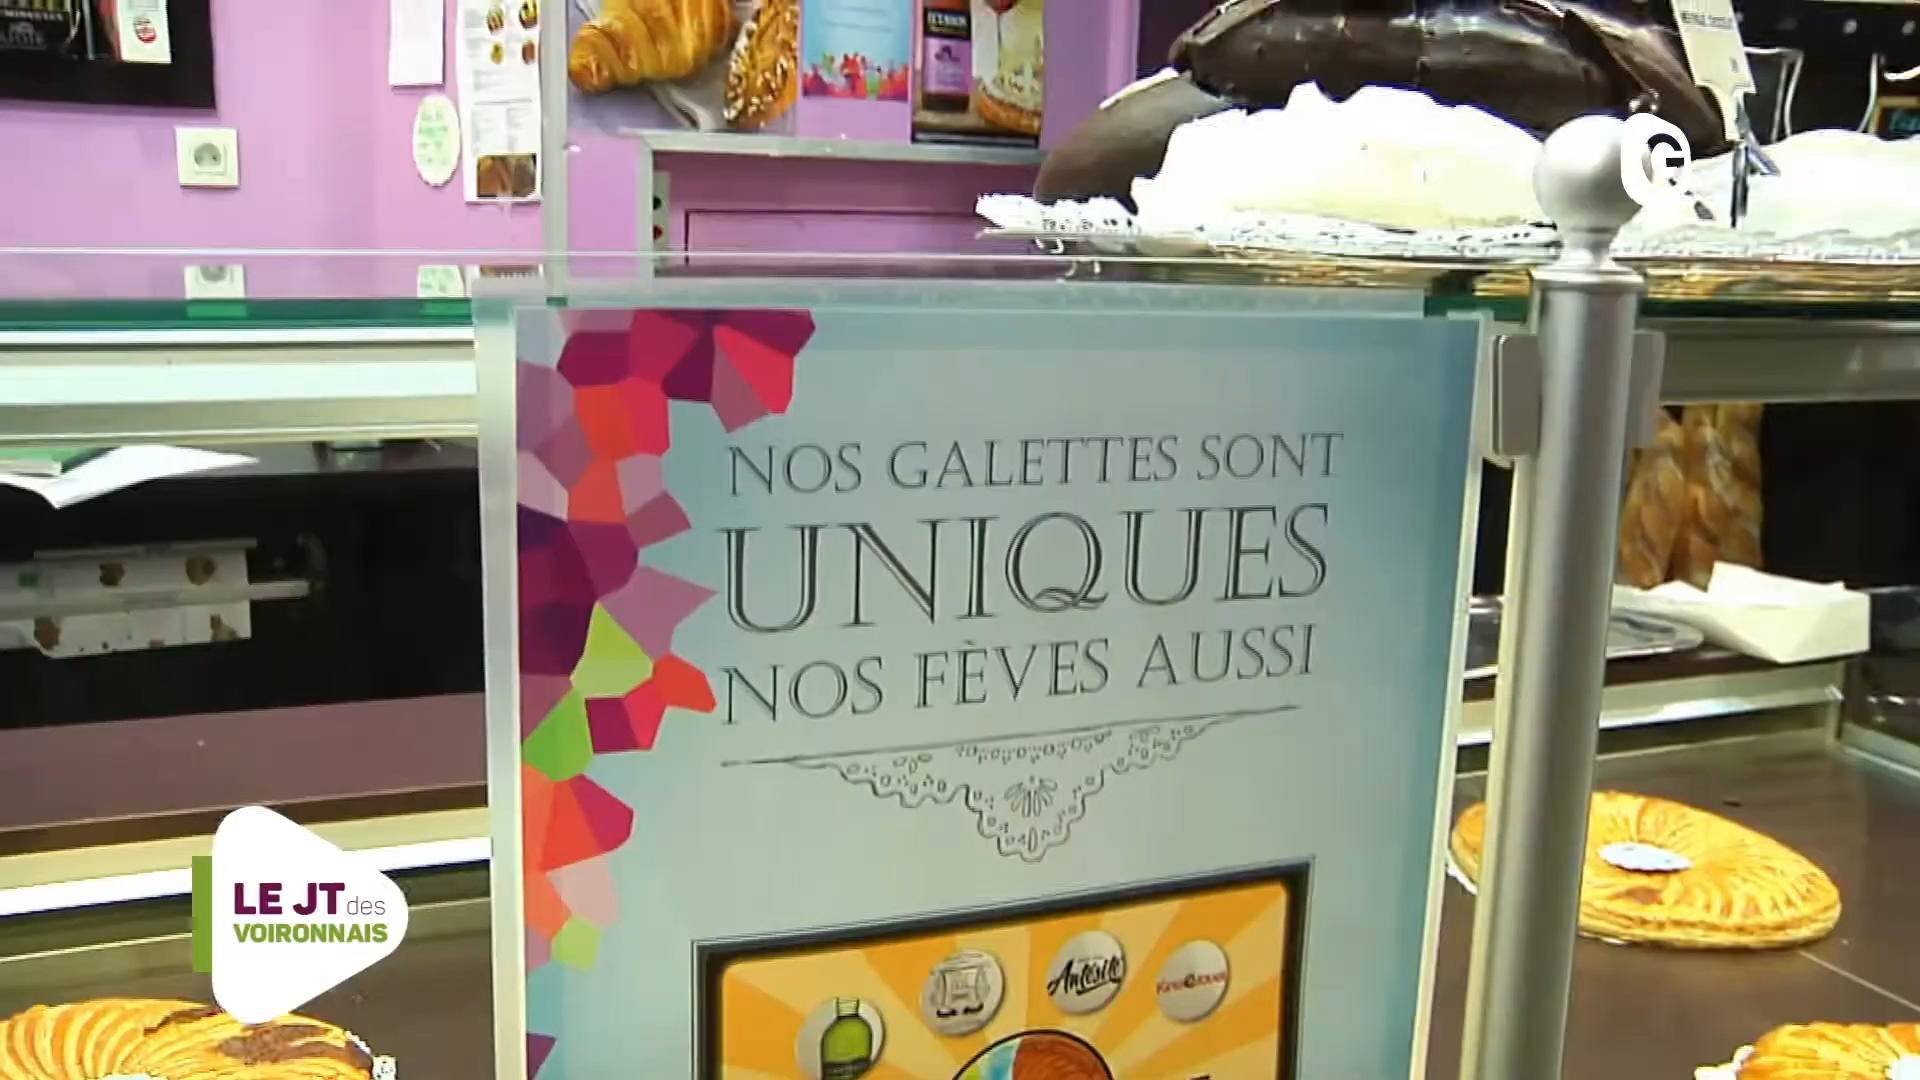 NOS GALETTES SONT
UNIQUES
NOS FÈVES AUSSI
Antésite
LE JT des
VOIRONNAIS
G